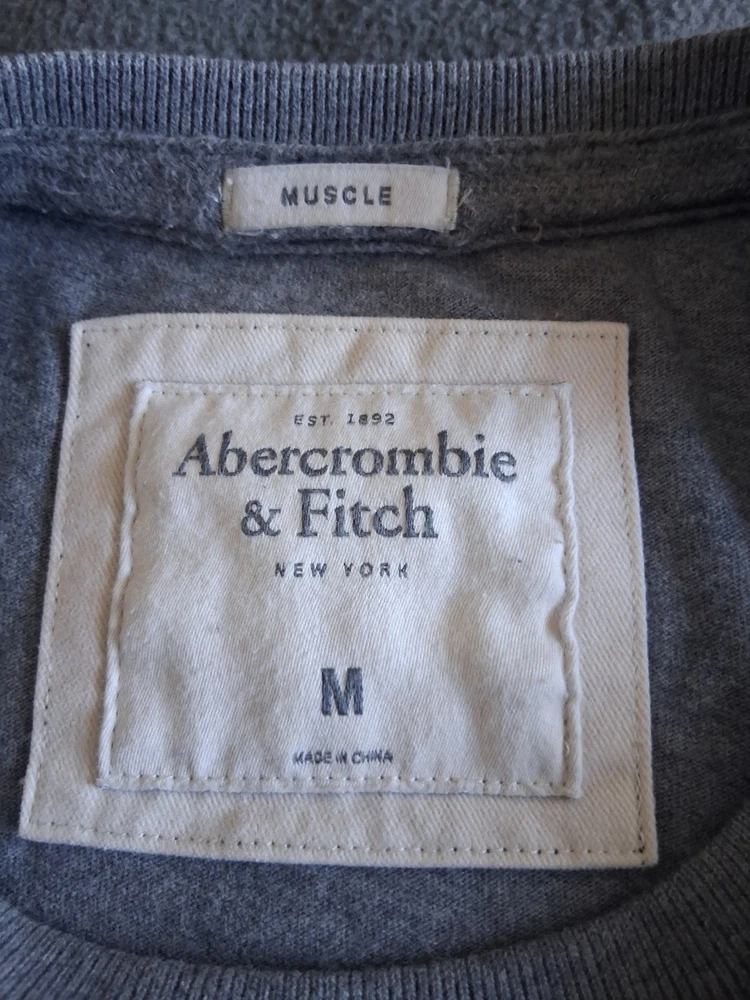 MUSCLE
EST. 1892
Abercrombie
& Fitch
NEW YORK
M
MADE IN CHINA